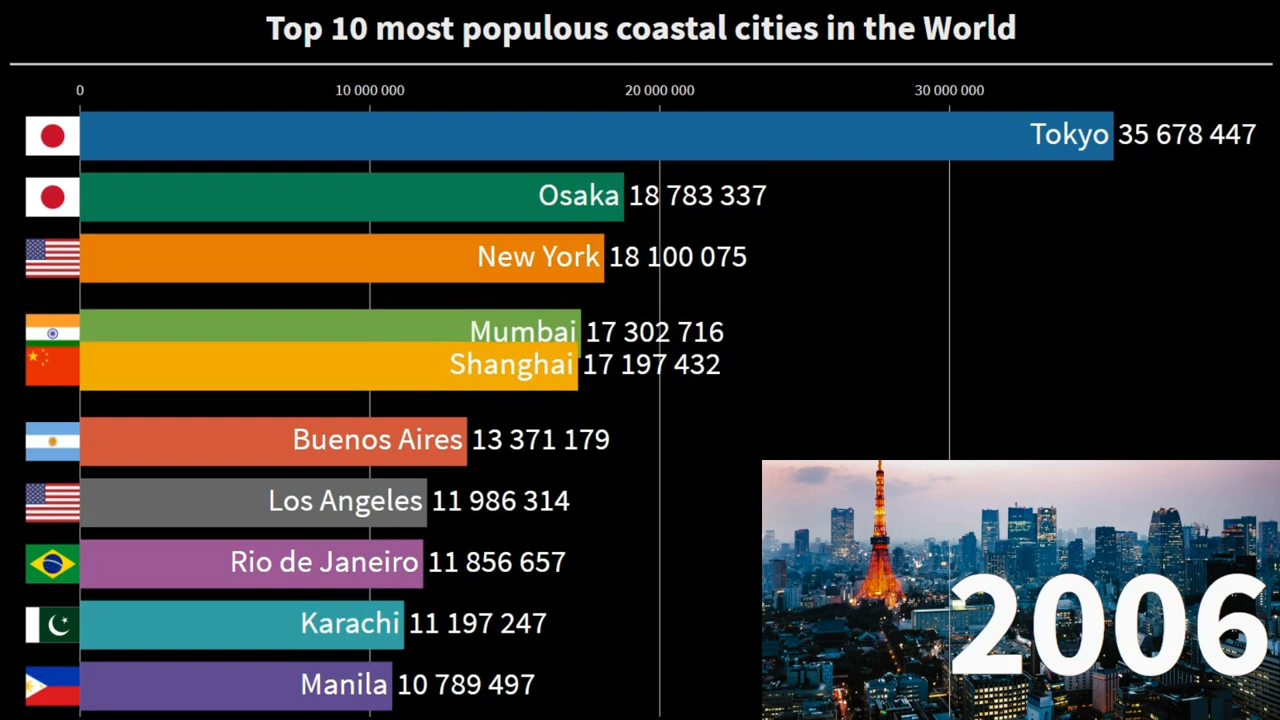 Top 10 most populous coastal cities in the World
0 10 000 000 20 000 000 30 000 000
Tokyo 35 678 447
Osaka 18 783 337
New York 18 100 075
Mumbai 17 302 716
Shanghai 17 197 432
Buenos Aires 13 371 179
Los Angeles 11 986 314
Rio de Janeiro 11 856 657
Karachi 11 197 247
Manila 10 789 497
2006